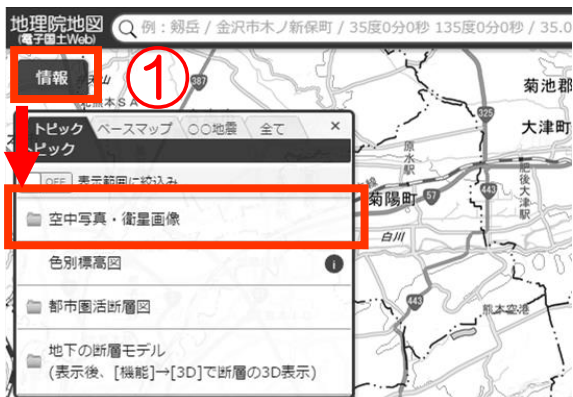 地理院地図
(電子国土Web)
例：剱岳 / 金沢市木ノ新保町 / 35度0分0秒 135度0分0秒 / 35.0
情報
①
387
菊池郡
325
大津町
トピック ベースマップ 〇〇地震 全て ×
トピック
原水駅
肥後大津駅
OFF 表示範囲に絞込み
菊陽町
57
443
空中写真・衛星画像
白川
色別標高図
都市圏活断層図
443
熊本空港
地下の断層モデル
(表示後、[機能]→[3D]で断層の3D表示)